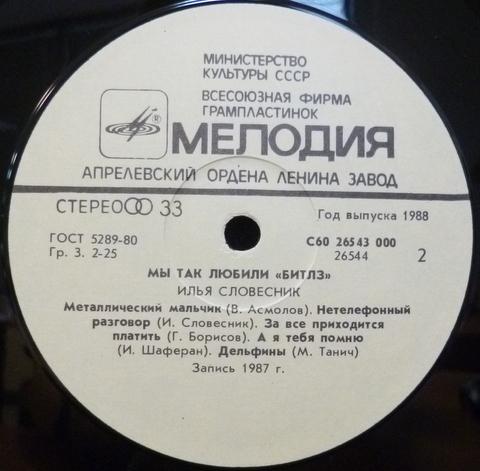 МИНИСТЕРСТВО
КУЛЬТУРЫ СССР
ВСЕСОЮЗНАЯ ФИРМА
ГРАМПЛАСТИНОК
® МЕЛОДИЯ
АПРЕЛЕВСКИЙ ОРДЕНА ЛЕНИНА ЗАВОД
СТЕРЕО 33
Год выпуска 1988
ГОСТ 5289-80
С60 26543 000
Гр. 3. 2-25
26544
2
МЫ ТАК ЛЮБИЛИ «БИТЛЗ»
ИЛЬЯ СЛОВЕСНИК
Металлический мальчик (В. Асмолов). Нетелефонный
разговор (И. Словесник). За все приходится
платить (Г. Борисов). А я тебя помню
(И. Шаферан). Дельфины (М. Танич)
Запись 1987 г.